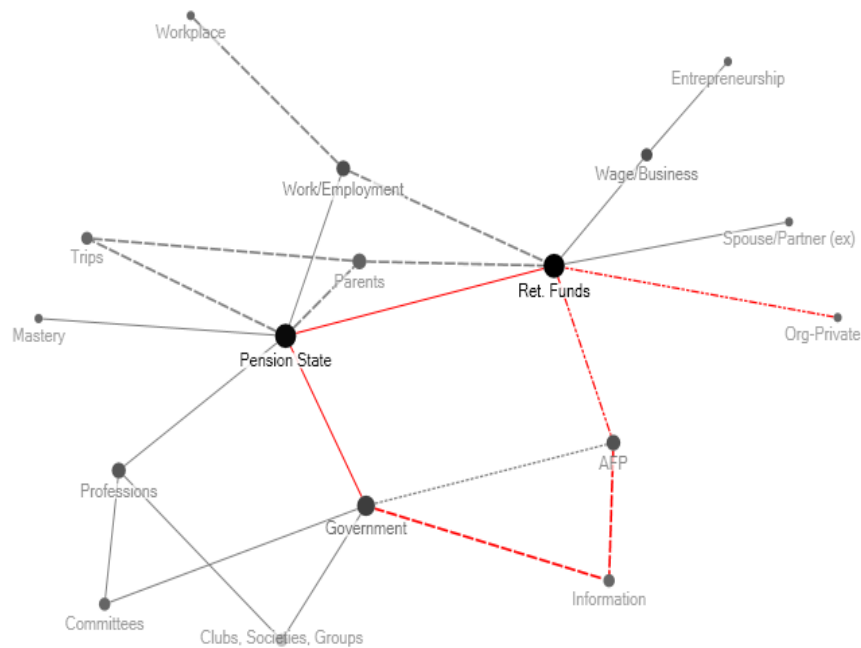 Workplace
Entrepreneurship
Work/Employment
Wage/Business
Trips
Parents
Spouse/Partner (ex)
Ret. Funds
Mastery
Org-Private
Pension State
AFP
Professions
Government
Information
Committees
Clubs, Societies, Groups